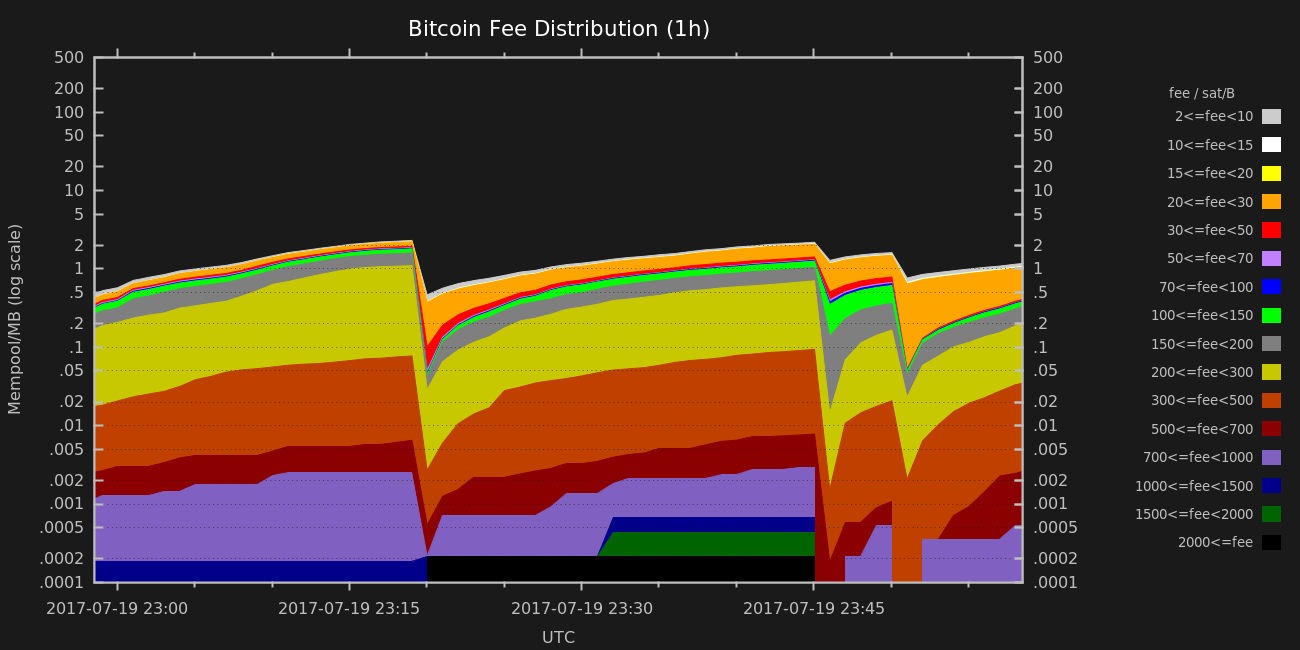 Bitcoin Fee Distribution (1h)
Mempool/MB (log scale)
500
200
100
50
20
10
5
2
1
.5
.2
.1
.05
.02
.01
.005
.002
.001
.0005
.0002
.0001
500
200
100
50
20
10
5
2
1
.5
.2
.1
.05
.02
.01
.005
.002
.001
.0005
.0002
.0001
2017-07-19 23:00 2017-07-19 23:15 2017-07-19 23:30 2017-07-19 23:45
UTC
fee / sat/B
2<=fee<10
10<=fee<15
15<=fee<20
20<=fee<30
30<=fee<50
50<=fee<70
70<=fee<100
100<=fee<150
150<=fee<200
200<=fee<300
300<=fee<500
500<=fee<700
700<=fee<1000
1000<=fee<1500
1500<=fee<2000
2000<=fee